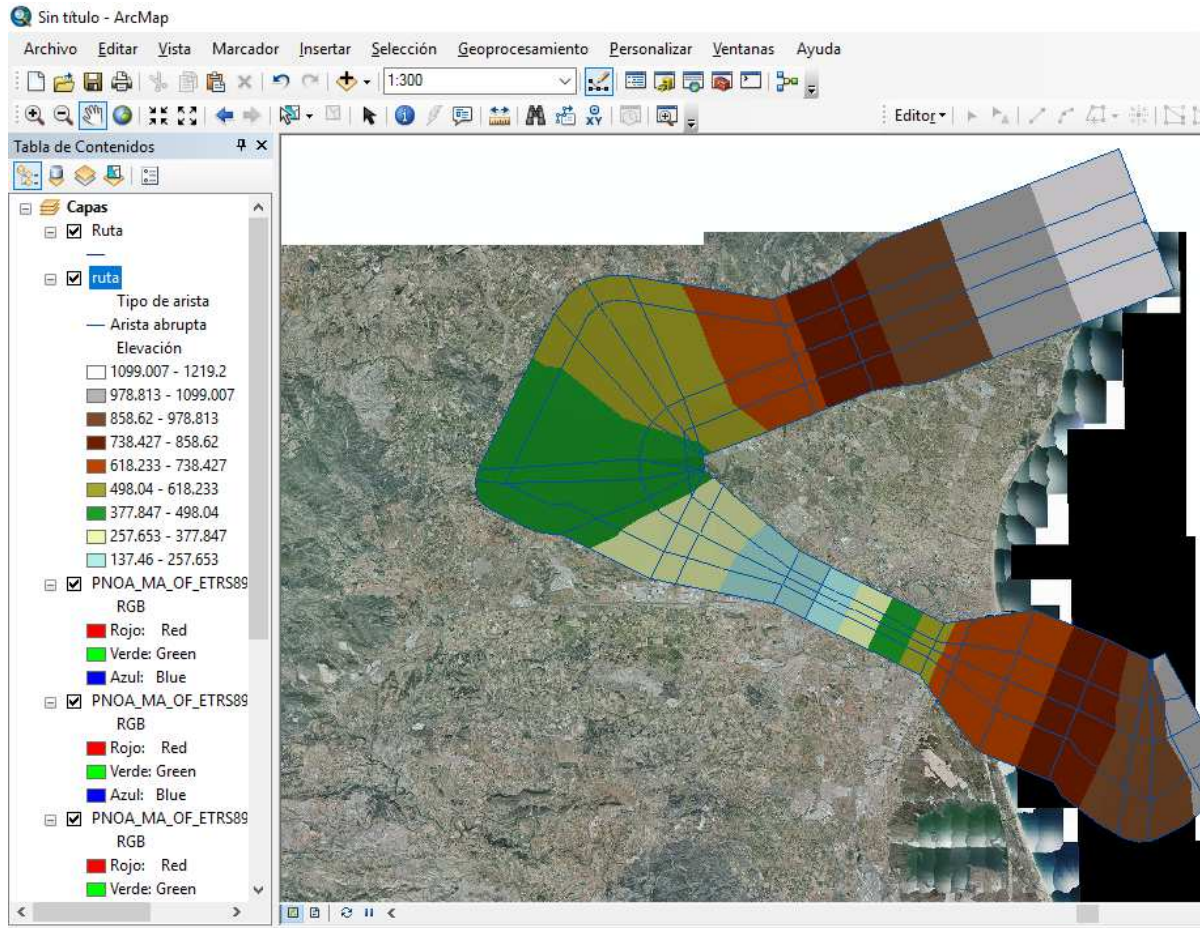 Sin título - ArcMap
Archivo Editar Vista Marcador Insertar Selección Geoprocesamiento Personalizar Ventanas Ayuda
1:300
Editor
Tabla de Contenidos
Capas
Ruta
ruta
Tipo de arista
Arista abrupta
Elevación
1099.007 - 1219.2
978.813 - 1099.007
858.62 - 978.813
738.427 - 858.62
618.233 - 738.427
498.04 - 618.233
377.847 - 498.04
257.653 - 377.847
137.46 - 257.653
PNOA_MA_OF_ETRS89
RGB
Rojo: Red
Verde: Green
Azul: Blue
PNOA_MA_OF_ETRS89
RGB
Rojo: Red
Verde: Green
Azul: Blue
PNOA_MA_OF_ETRS89
RGB
Rojo: Red
Verde: Green